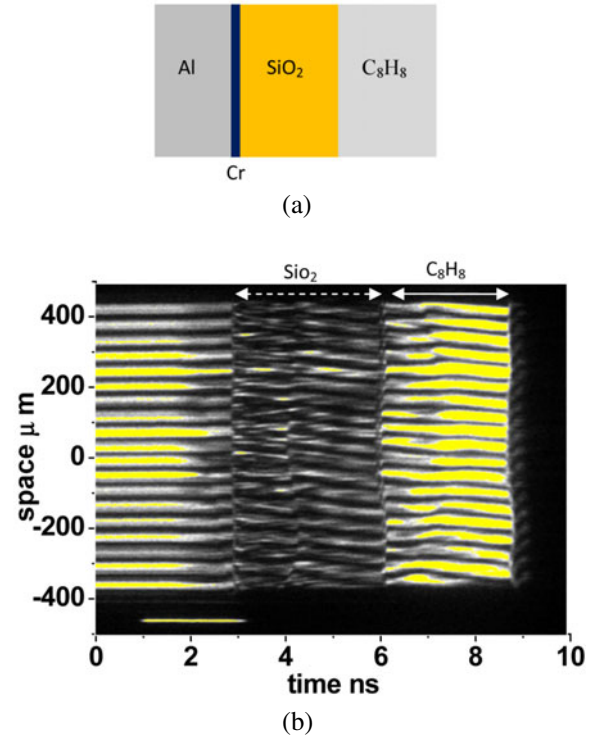 Al
SiO₂
C₈H₈
Cr
(a)
Sio₂
C₈H₈
400
200
0
-200
-400
space μ m
0 2 4 6 8 10
time ns
(b)